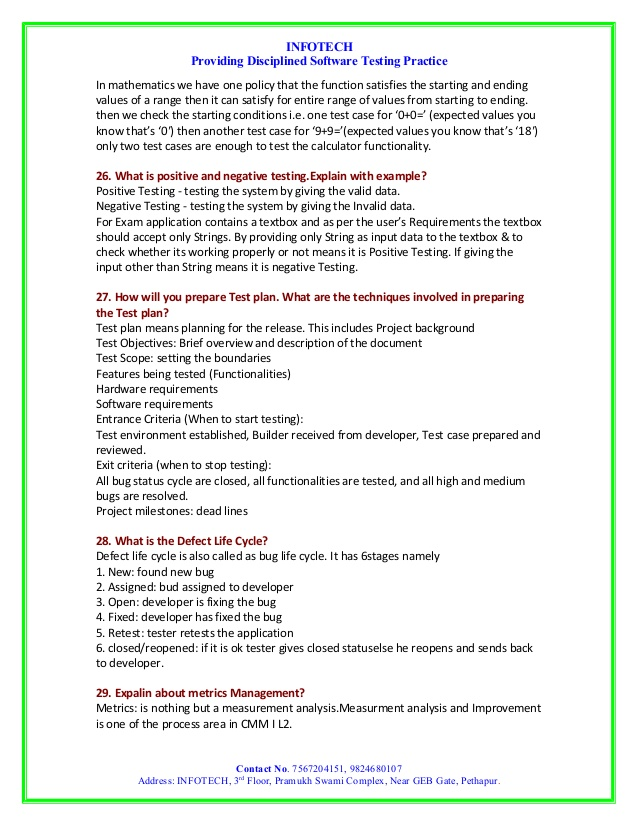 INFOTECH
Providing Disciplined Software Testing Practice
In mathematics we have one policy that the function satisfies the starting and ending
values of a range then it can satisfy for entire range of values from starting to ending.
then we check the starting conditions i.e. one test case for ‘0+0=’ (expected values you
know that’s ‘0’) then another test case for ‘9+9=’(expected values you know that’s ‘18’)
only two test cases are enough to test the calculator functionality.
26. What is positive and negative testing.Explain with example?
Positive Testing - testing the system by giving the valid data.
Negative Testing - testing the system by giving the Invalid data.
For Exam application contains a textbox and as per the user’s Requirements the textbox
should accept only Strings. By providing only String as input data to the textbox & to
check whether its working properly or not means it is Positive Testing. If giving the
input other than String means it is negative Testing.
27. How will you prepare Test plan. What are the techniques involved in preparing
the Test plan?
Test plan means planning for the release. This includes Project background
Test Objectives: Brief overview and description of the document
Test Scope: setting the boundaries
Features being tested (Functionalities)
Hardware requirements
Software requirements
Entrance Criteria (When to start testing):
Test environment established, Builder received from developer, Test case prepared and
reviewed.
Exit criteria (when to stop testing):
All bug status cycle are closed, all functionalities are tested, and all high and medium
bugs are resolved.
Project milestones: dead lines
28. What is the Defect Life Cycle?
Defect life cycle is also called as bug life cycle. It has 6stages namely
1. New: found new bug
2. Assigned: bud assigned to developer
3. Open: developer is fixing the bug
4. Fixed: developer has fixed the bug
5. Retest: tester retests the application
6. closed/reopened: if it is ok tester gives closed statuselse he reopens and sends back
to developer.
29. Expalin about metrics Management?
Metrics: is nothing but a measurement analysis.Measurment analysis and Improvement
is one of the process area in CMM I L2.
Contact No. 7567204151, 9824680107
Address: INFOTECH, 3rd Floor, Pramukh Swami Complex, Near GEB Gate, Pethapur.